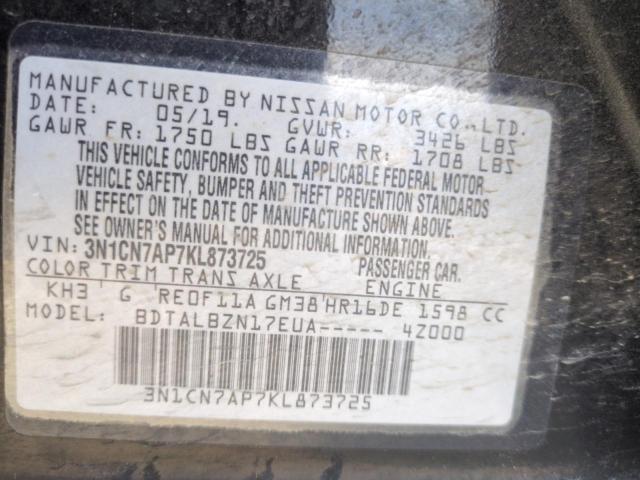 MANUFACTURED BY NISSAN MOTOR CO.,LTD.
DATE: 05/19. GVWR: 3426 LBS
GAWR FR: 1750 LBS GAWR RR: 1708 LBS
THIS VEHICLE CONFORMS TO ALL APPLICABLE FEDERAL MOTOR
VEHICLE SAFETY, BUMPER AND THEFT PREVENTION STANDARDS
IN EFFECT ON THE DATE OF MANUFACTURE SHOWN ABOVE.
SEE OWNER'S MANUAL FOR ADDITIONAL INFORMATION.
VIN: 3N1CN7AP7KL873725 PASSENGER CAR.
COLOR TRIM TRANS AXLE ENGINE
KH3 G RE0F11A GM38 HR16DE 1598 CC
MODEL: BDTALBZN17EUA----- 4Z000
3N1CN7AP7KL873725